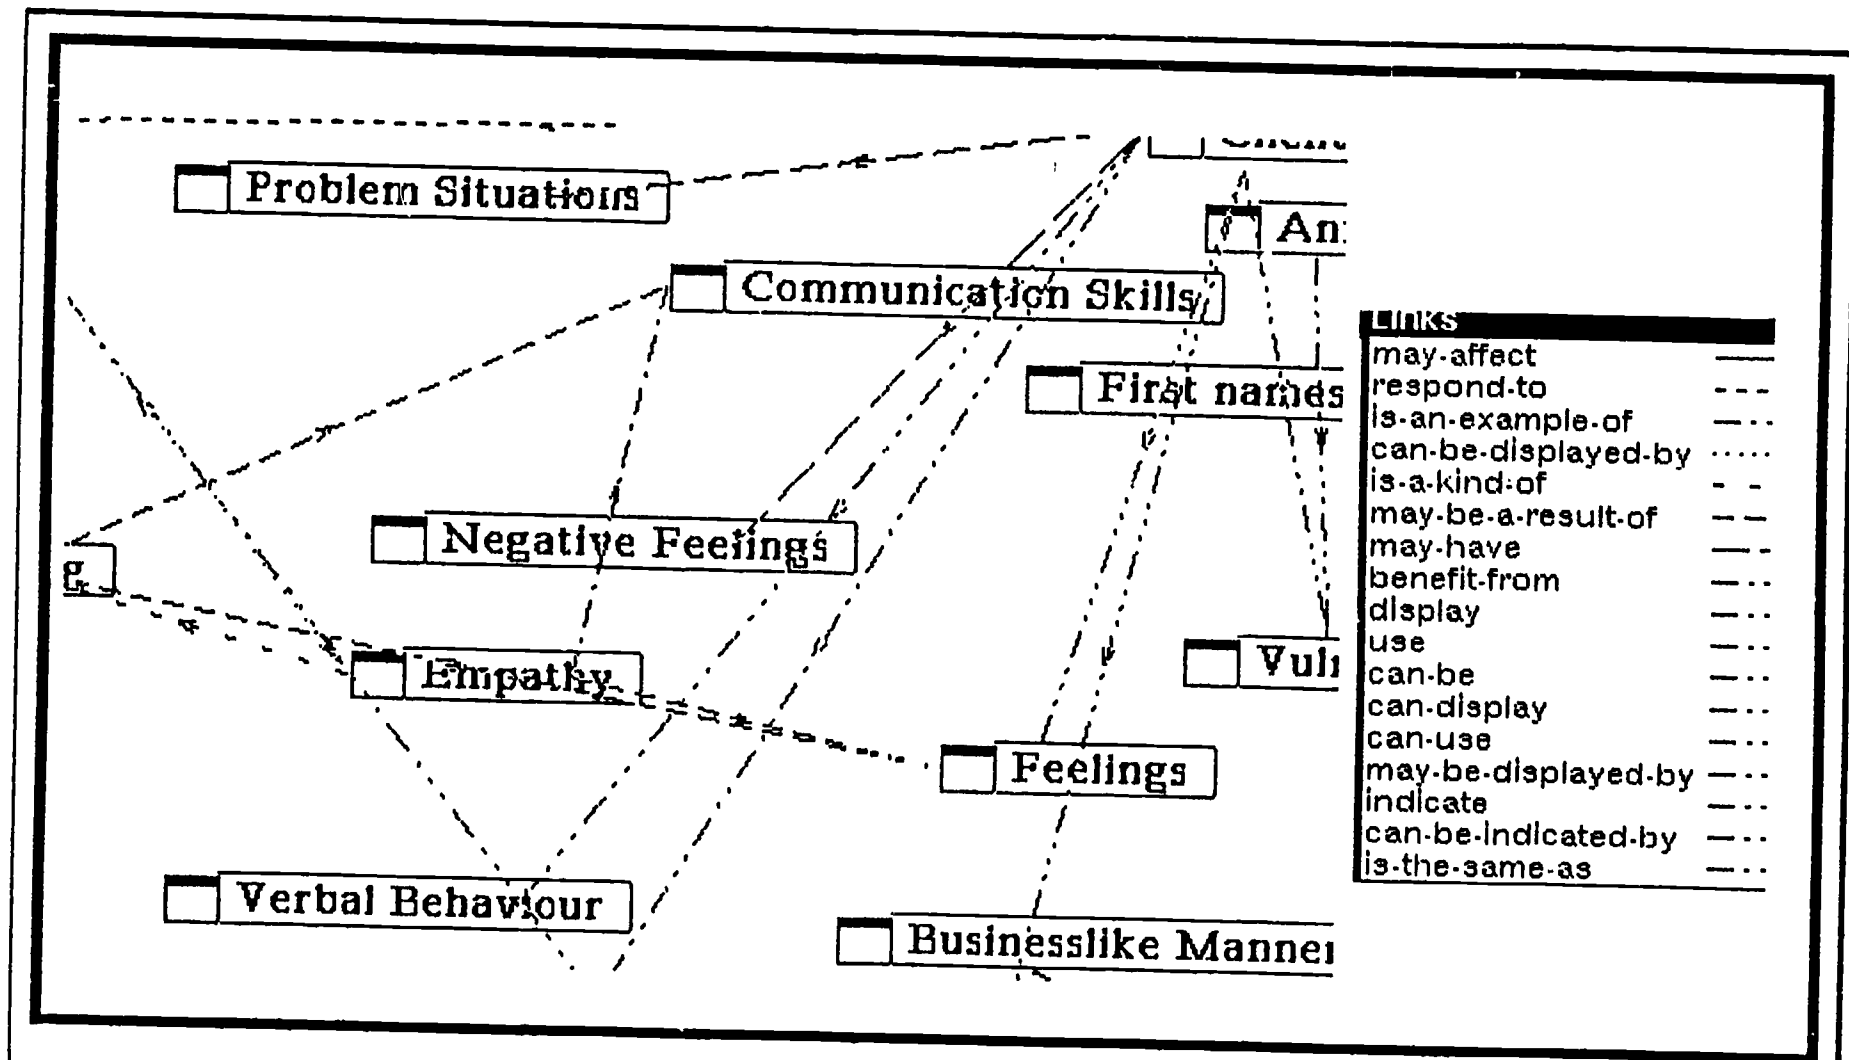 Problem Situations
Communication Skills
First names
Negative Feelings
g
Empathy
Feelings
Verbal Behaviour
Businesslike Manner
Links
may-affect
respond-to
is-an-example-of
can-be-displayed-by
is-a-kind-of
may-be-a-result-of
may-have
benefit-from
display
use
can-be
can-display
can-use
may-be-displayed-by
indicate
can-be-indicated-by
is-the-same-as